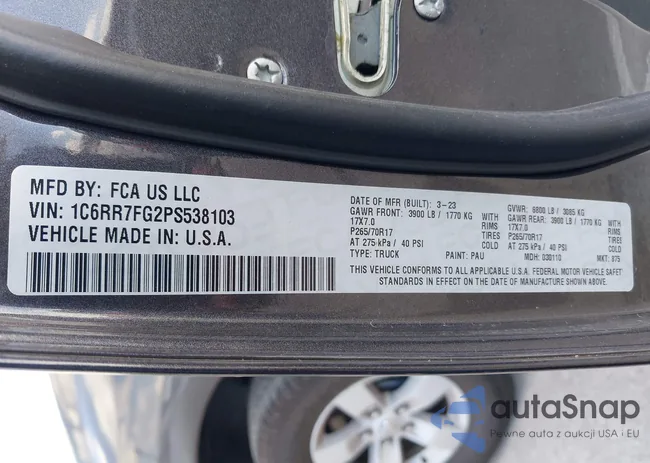 MFD BY: FCA US LLC
VIN: 1C6RR7FG2PS538103
VEHICLE MADE IN: U.S.A.
DATE OF MFR (BUILT): 3-23 GVWR: 6800 LB / 3085 KG
GAWR FRONT: 3900 LB / 1770 KG WITH GAWR REAR: 3900 LB / 1770 KG WITH
17X7.0 RIMS 17X7.0 RIMS
P265/70R17 TIRES P265/70R17 TIRES
AT 275 kPa / 40 PSI COLD AT 275 kPa / 40 PSI COLD
TYPE: TRUCK PAINT: PAU MDH: 030110 MKT: 875
THIS VEHICLE CONFORMS TO ALL APPLICABLE U.S.A. FEDERAL MOTOR VEHICLE SAFET
STANDARDS IN EFFECT ON THE DATE OF MANUFACTURE SHOWN ABOVE.
autaSnap
Pewne auta z aukcji USA i EU